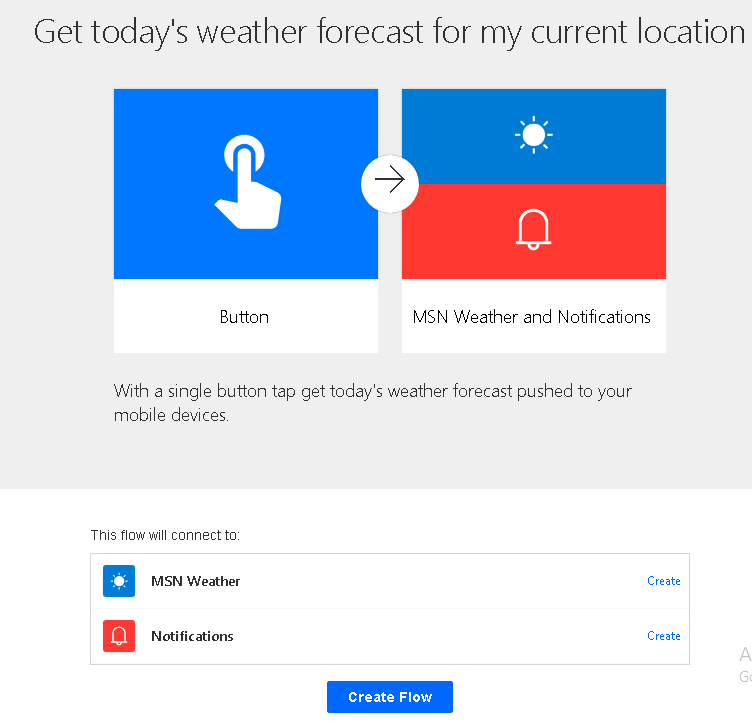 Get today's weather forecast for my current location
Button
MSN Weather and Notifications
With a single button tap get today's weather forecast pushed to your
mobile devices.
This flow will connect to:
MSN Weather
Create
Notifications
Create
Create Flow